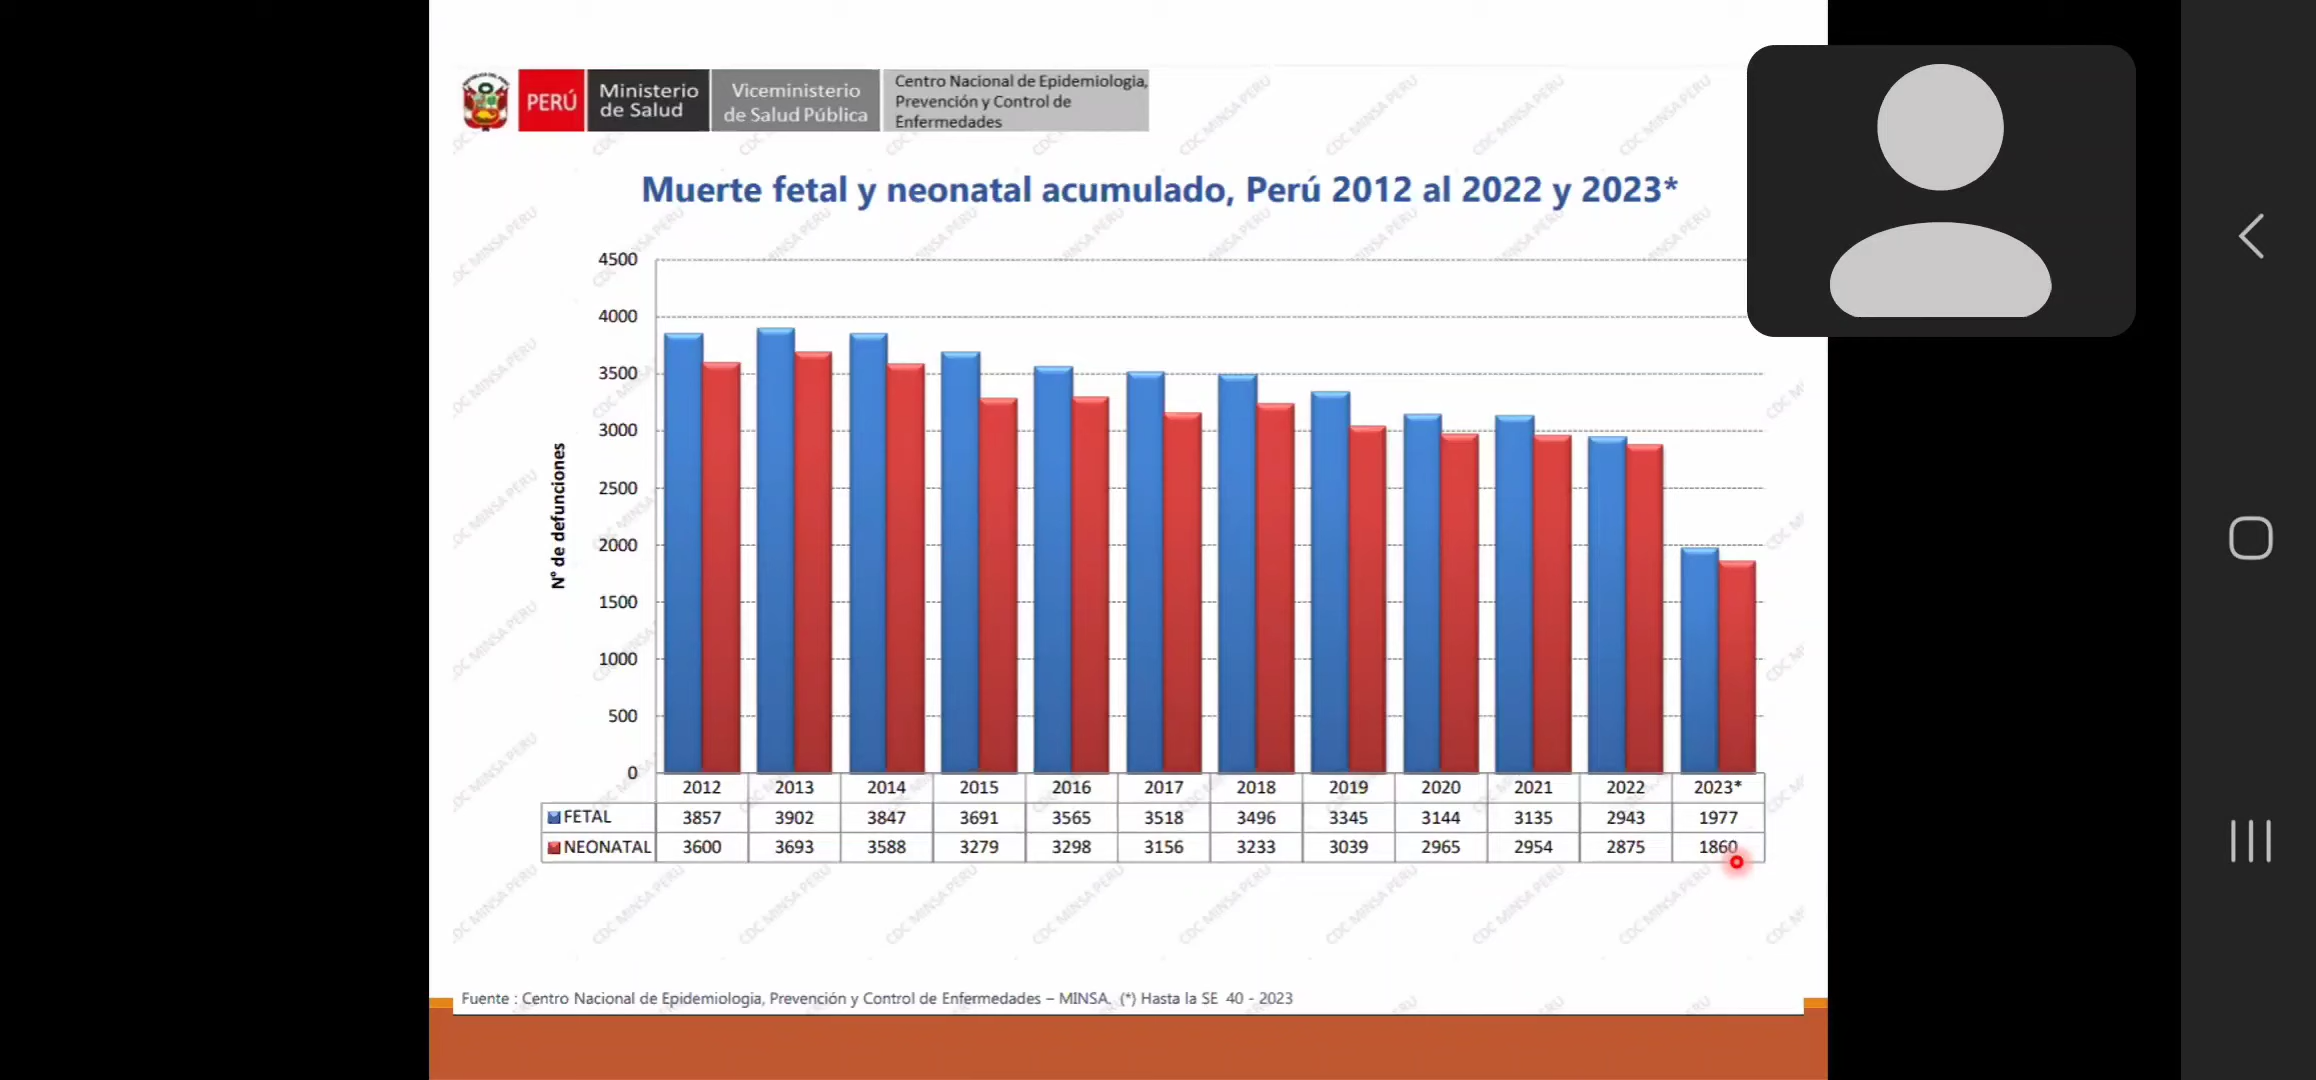 PERÚ
Ministerio
de Salud
Viceministerio
de Salud Pública
Centro Nacional de Epidemiologia,
Prevención y Control de
Enfermedades
Muerte fetal y neonatal acumulado, Perú 2012 al 2022 y 2023*
4500
4000
3500
3000
2500
2000
1500
1000
500
0
N° de defunciones
2012 2013 2014 2015 2016 2017 2018 2019 2020 2021 2022 2023*
FETAL 3857 3902 3847 3691 3565 3518 3496 3345 3144 3135 2943 1977
NEONATAL 3600 3693 3588 3279 3298 3156 3233 3039 2965 2954 2875 1860
Fuente : Centro Nacional de Epidemiologia, Prevención y Control de Enfermedades – MINSA. (*) Hasta la SE 40 - 2023
CDC MINSA PERU